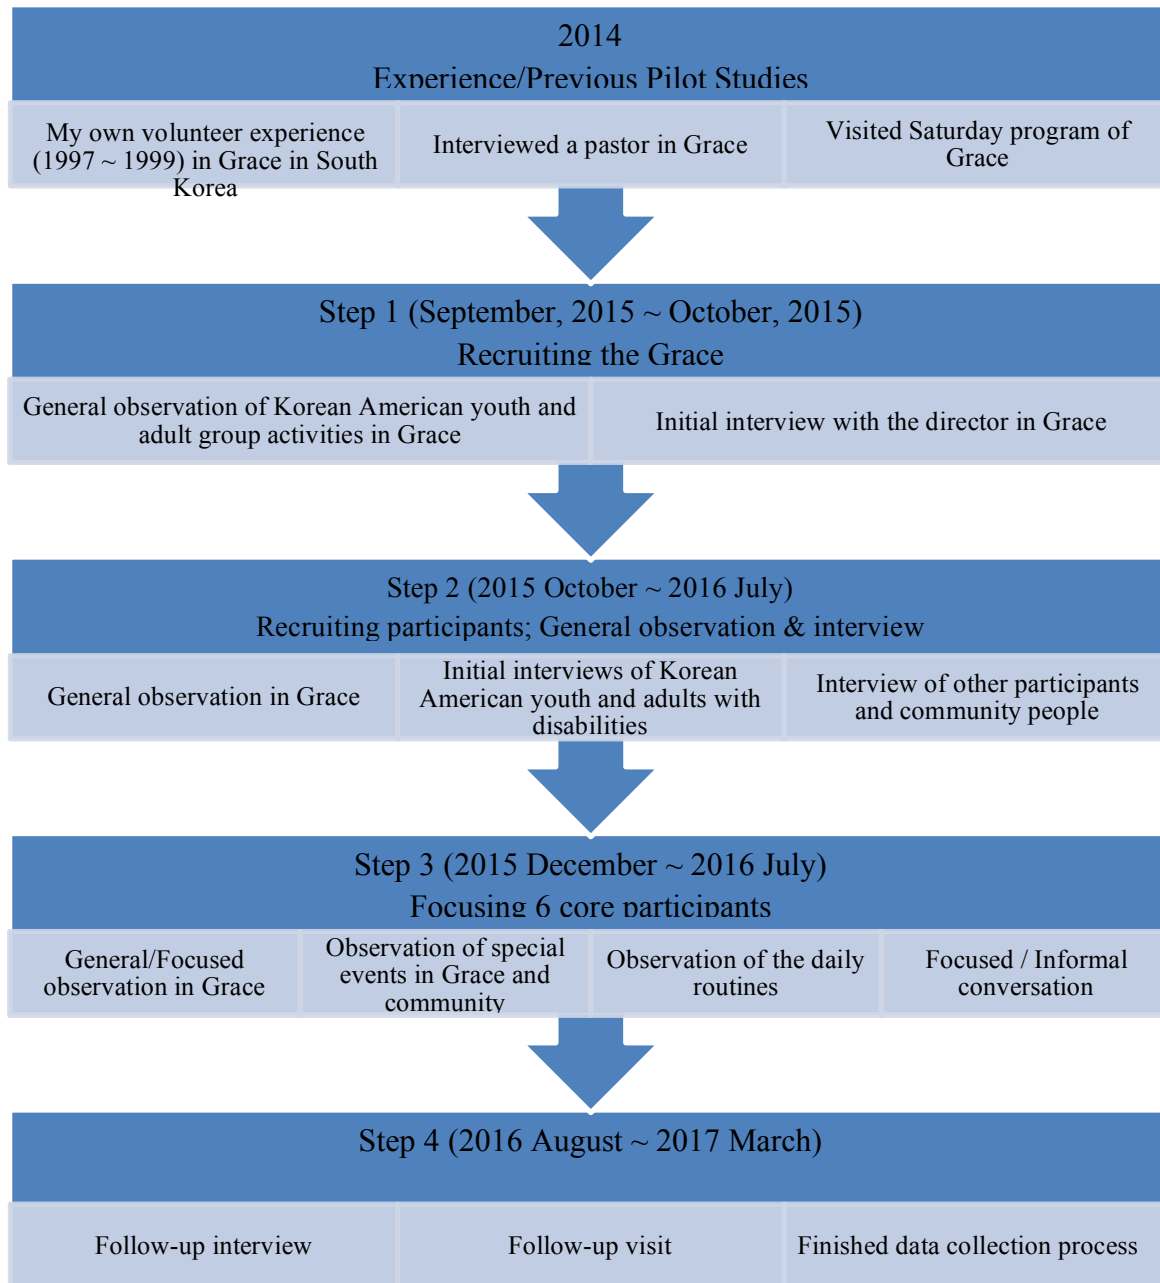 2014
Experience/Previous Pilot Studies
My own volunteer experience
(1997 ~ 1999) in Grace in South
Korea
Interviewed a pastor in Grace
Visited Saturday program of
Grace
Step 1 (September, 2015 ~ October, 2015)
Recruiting the Grace
General observation of Korean American youth and
adult group activities in Grace
Initial interview with the director in Grace
Step 2 (2015 October ~ 2016 July)
Recruiting participants; General observation & interview
General observation in Grace
Initial interviews of Korean
American youth and adults with
disabilities
Interview of other participants
and community people
Step 3 (2015 December ~ 2016 July)
Focusing 6 core participants
General/Focused
observation in Grace
Observation of special
events in Grace and
community
Observation of the daily
routines
Focused / Informal
conversation
Step 4 (2016 August ~ 2017 March)
Follow-up interview
Follow-up visit
Finished data collection process